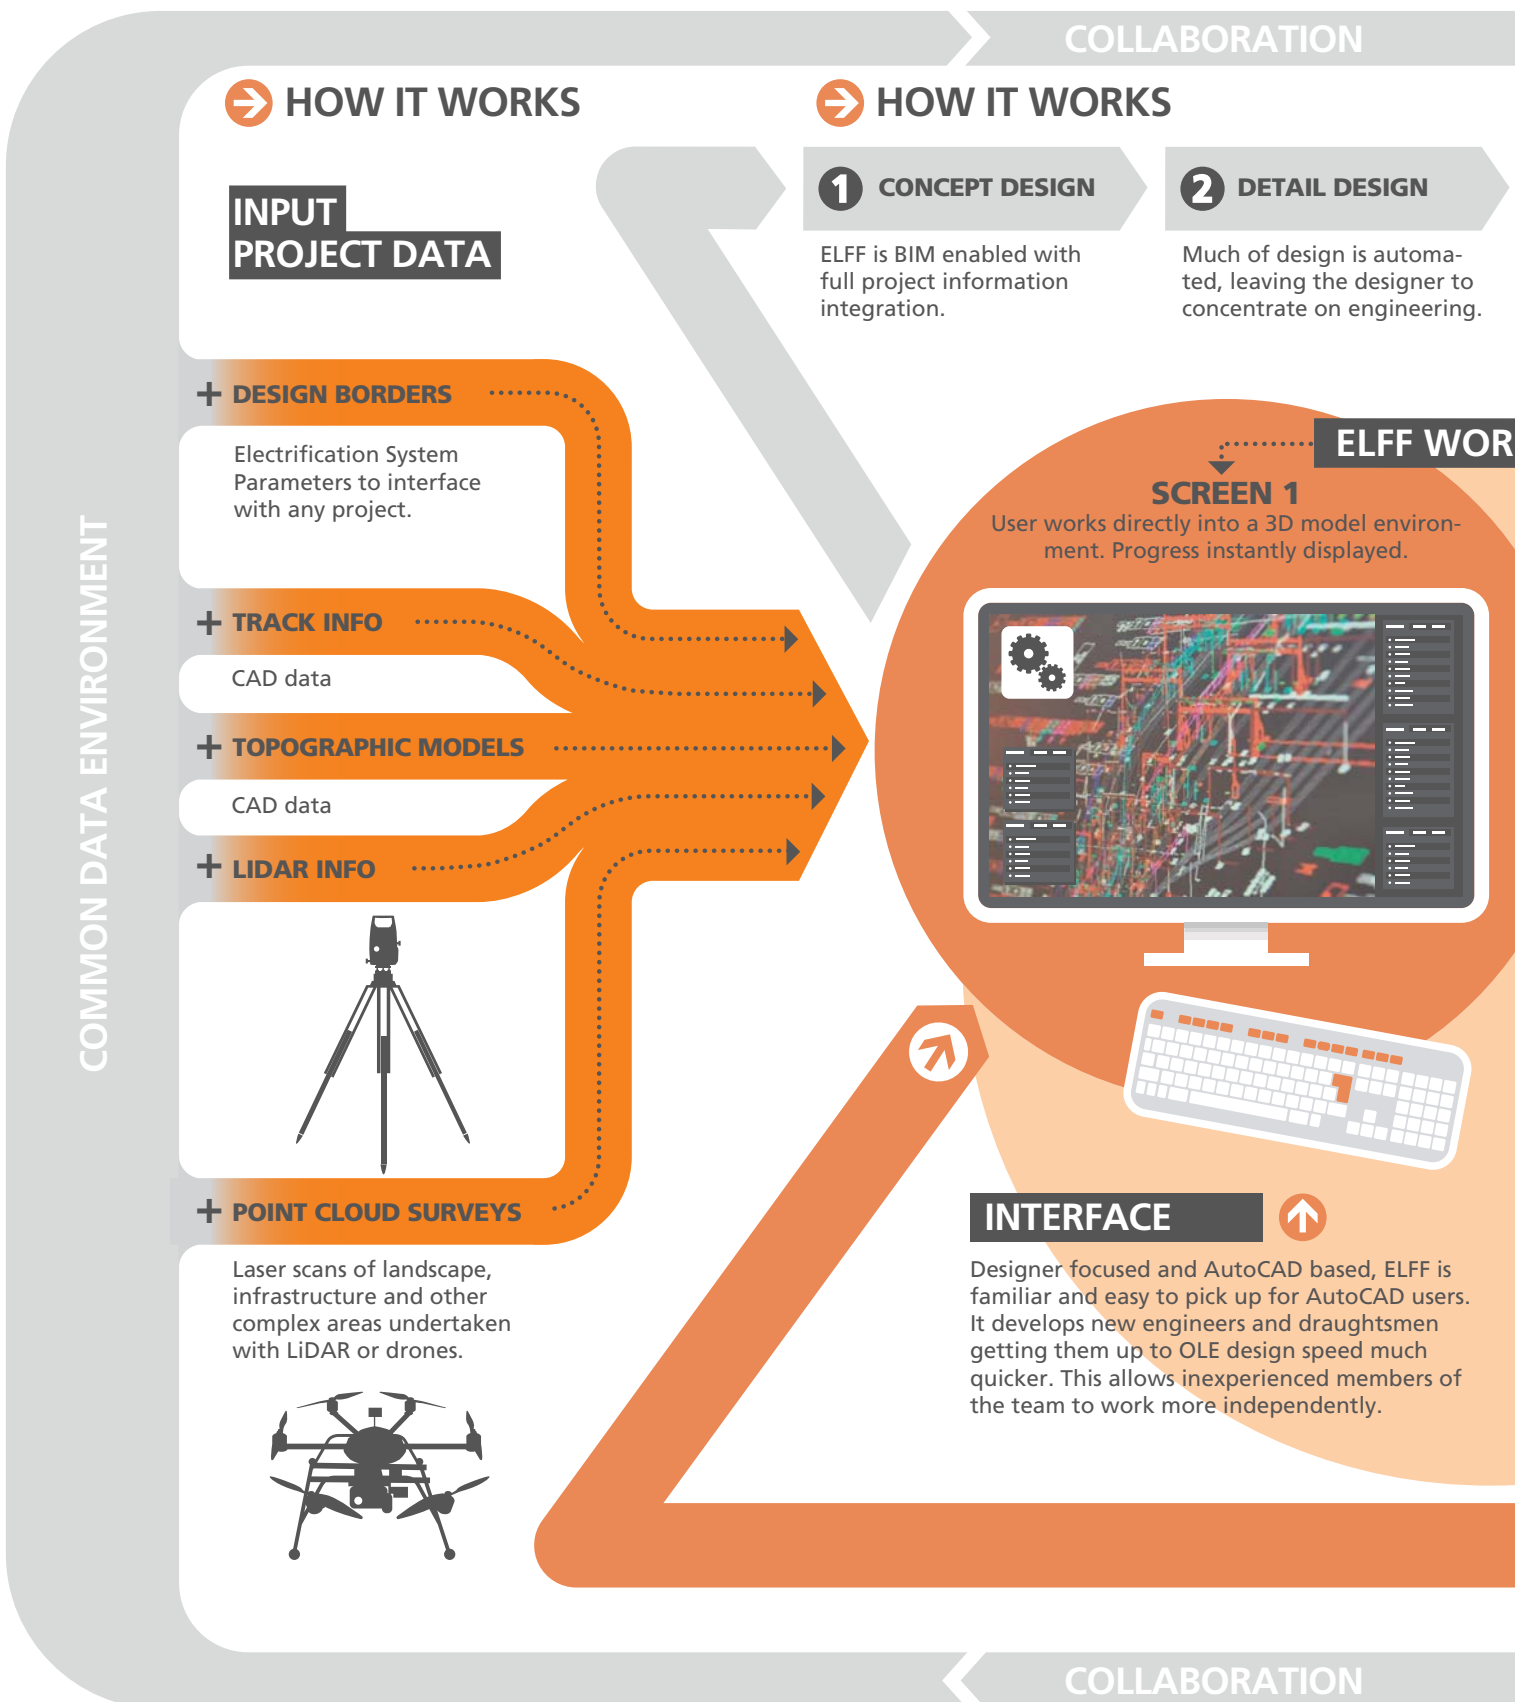 COLLABORATION
HOW IT WORKS
INPUT
PROJECT DATA
+ DESIGN BORDERS
Electrification System
Parameters to interface
with any project.
+ TRACK INFO
CAD data
+ TOPOGRAPHIC MODELS
CAD data
+ LIDAR INFO
+ POINT CLOUD SURVEYS
Laser scans of landscape,
infrastructure and other
complex areas undertaken
with LiDAR or drones.
COMMON DATA ENVIRONMENT
HOW IT WORKS
1 CONCEPT DESIGN
ELFF is BIM enabled with
full project information
integration.
2 DETAIL DESIGN
Much of design is automa-
ted, leaving the designer to
concentrate on engineering.
ELFF WOR
SCREEN 1
User works directly into a 3D model environ-
ment. Progress instantly displayed.
INTERFACE
Designer focused and AutoCAD based, ELFF is
familiar and easy to pick up for AutoCAD users.
It develops new engineers and draughtsmen
getting them up to OLE design speed much
quicker. This allows inexperienced members of
the team to work more independently.
COLLABORATION